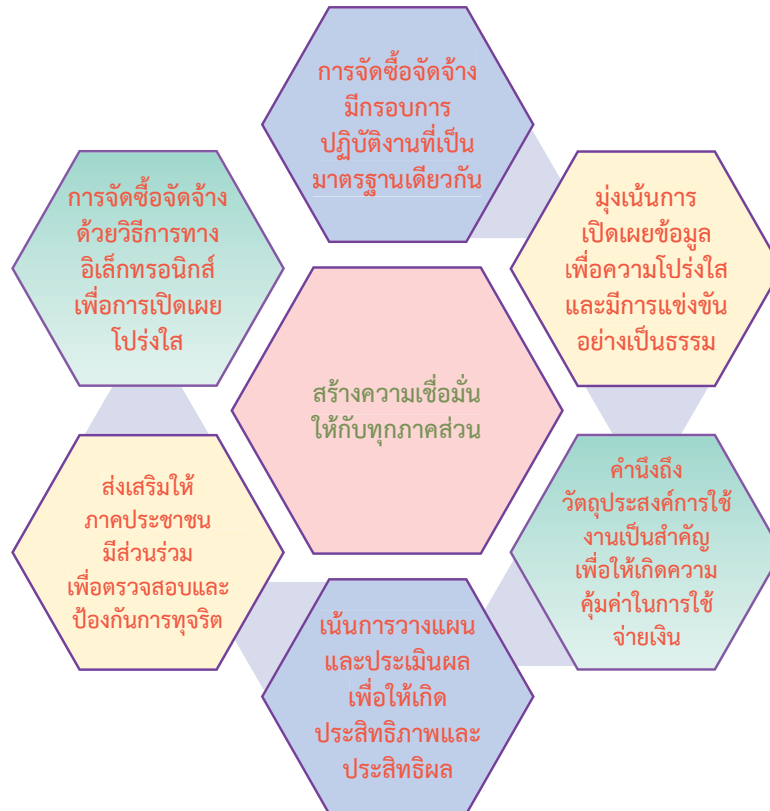 การจัดซื้อจัดจ้าง
มีกรอบการ
ปฏิบัติงานที่เป็น
มาตรฐานเดียวกัน
มุ่งเน้นการ
เปิดเผยข้อมูล
เพื่อความโปร่งใส
และมีการแข่งขัน
อย่างเป็นธรรม
คำนึงถึง
วัตถุประสงค์การใช้
งานเป็นสำคัญ
เพื่อให้เกิดความ
คุ้มค่าในการใช้
จ่ายเงิน
เน้นการวางแผน
และประเมินผล
เพื่อให้เกิด
ประสิทธิภาพและ
ประสิทธิผล
ส่งเสริมให้
ภาคประชาชน
มีส่วนร่วม
เพื่อตรวจสอบและ
ป้องกันการทุจริต
การจัดซื้อจัดจ้าง
ด้วยวิธีการทาง
อิเล็กทรอนิกส์
เพื่อการเปิดเผย
โปร่งใส
สร้างความเชื่อมั่น
ให้กับทุกภาคส่วน